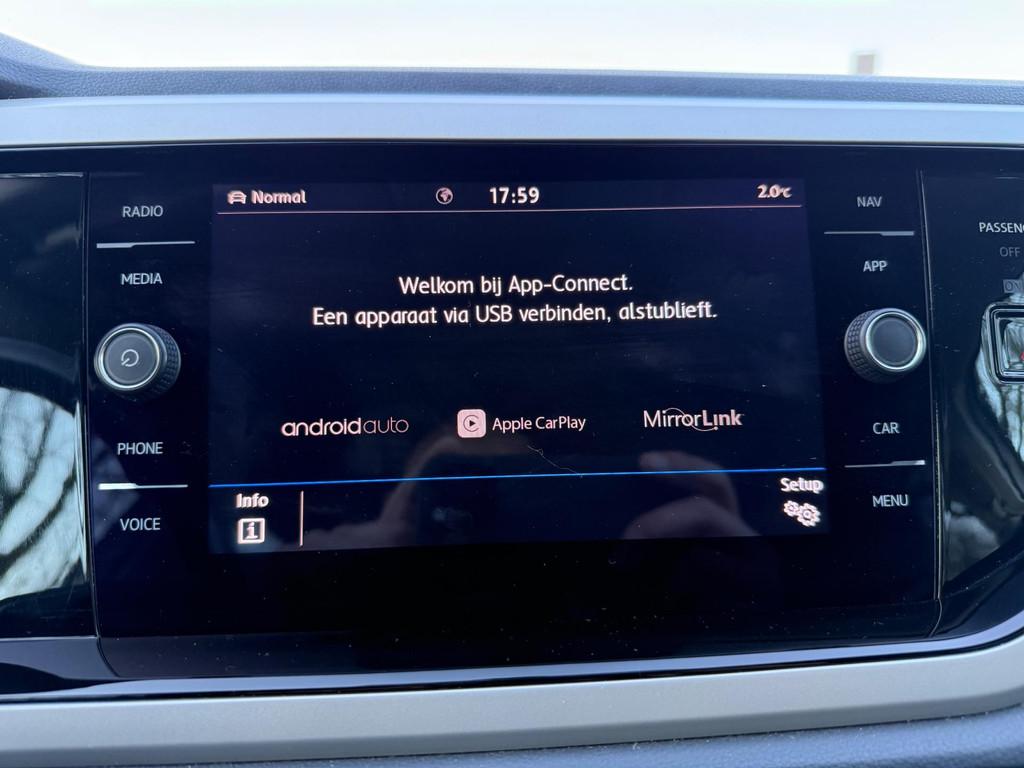 RADIO
MEDIA
PHONE
VOICE
Normal
17:59
2.0°C
Welkom bij App-Connect.
Een apparaat via USB verbinden, alstublieft.
androidauto
Apple CarPlay
MirrorLink
Info
i
Setup
NAV
APP
CAR
MENU
PASSENG
OFF